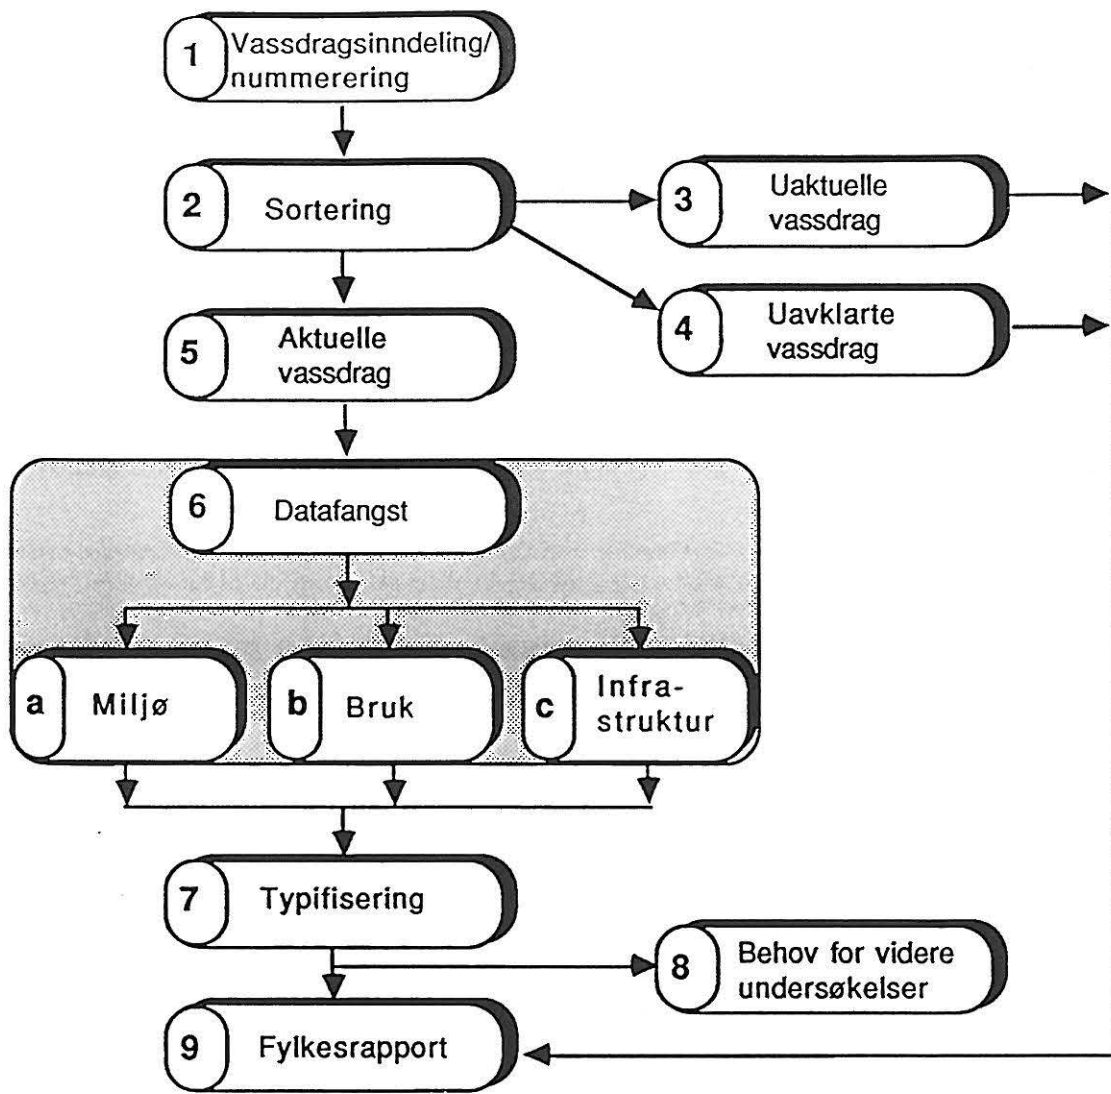 1
Vassdragsinndeling/
nummerering
2
Sortering
3
Uaktuelle
vassdrag
4
Uavklarte
vassdrag
5
Aktuelle
vassdrag
6
Datafangst
a
Miljø
b
Bruk
c
Infra-
struktur
7
Typifisering
8
Behov for videre
undersøkelser
9
Fylkesrapport